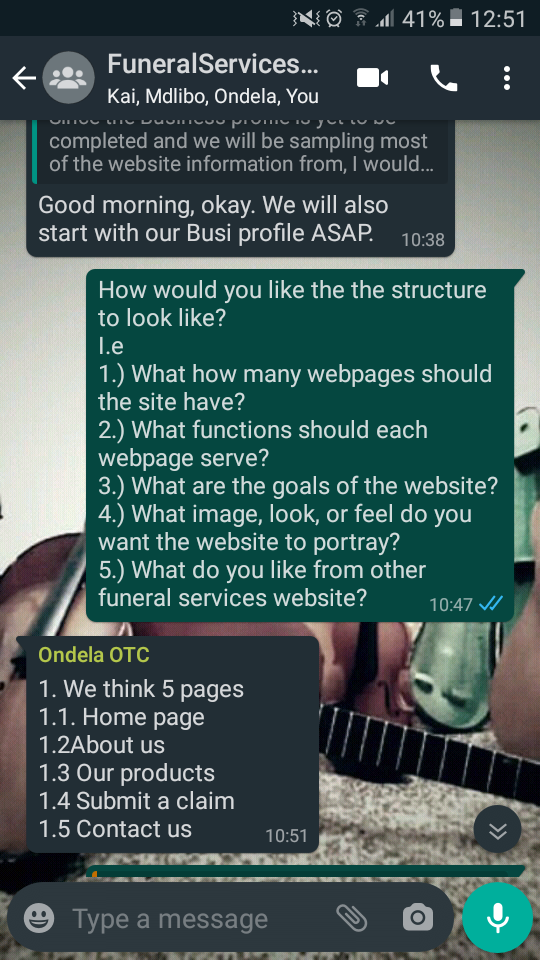 41% 12:51
FuneralServices...
Kai, Mdlibo, Ondela, You
Since the Business profile is yet to be
completed and we will be sampling most
of the website information from, I would...
Good morning, okay. We will also
start with our Busi profile ASAP. 10:38
How would you like the the structure
to look like?
I.e
1.) What how many webpages should
the site have?
2.) What functions should each
webpage serve?
3.) What are the goals of the website?
4.) What image, look, or feel do you
want the website to portray?
5.) What do you like from other
funeral services website? 10:47
Ondela OTC
1. We think 5 pages
1.1. Home page
1.2About us
1.3 Our products
1.4 Submit a claim
1.5 Contact us 10:51
Type a message